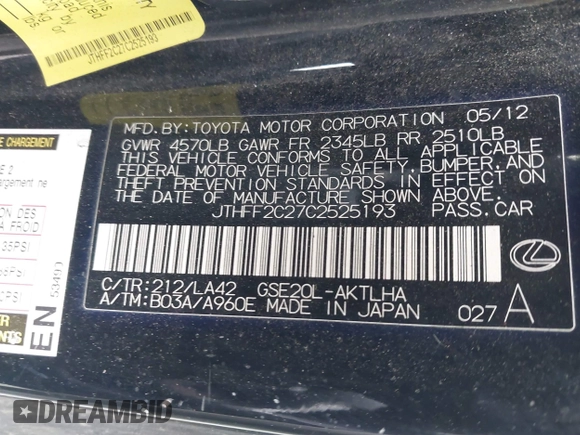 JTHFF2C27C2525193
MFD.BY:TOYOTA MOTOR CORPORATION 05/12
GVWR 4570LB GAWR FR 2345LB RR 2510LB
THIS VEHICLE CONFORMS TO ALL APPLICABLE
FEDERAL MOTOR VEHICLE SAFETY,BUMPER,AND
THEFT PREVENTION STANDARDS IN EFFECT ON
THE DATE OF MANUFACTURE SHOWN ABOVE.
JTHFF2C27C2525193 PASS.CAR
C/TR:212/LA42 GSE20L-AKTLHA
A/TM:B03A/A960E MADE IN JAPAN 027 A
CHARGEMENT
35PSI
EN
53499
DREAMBID